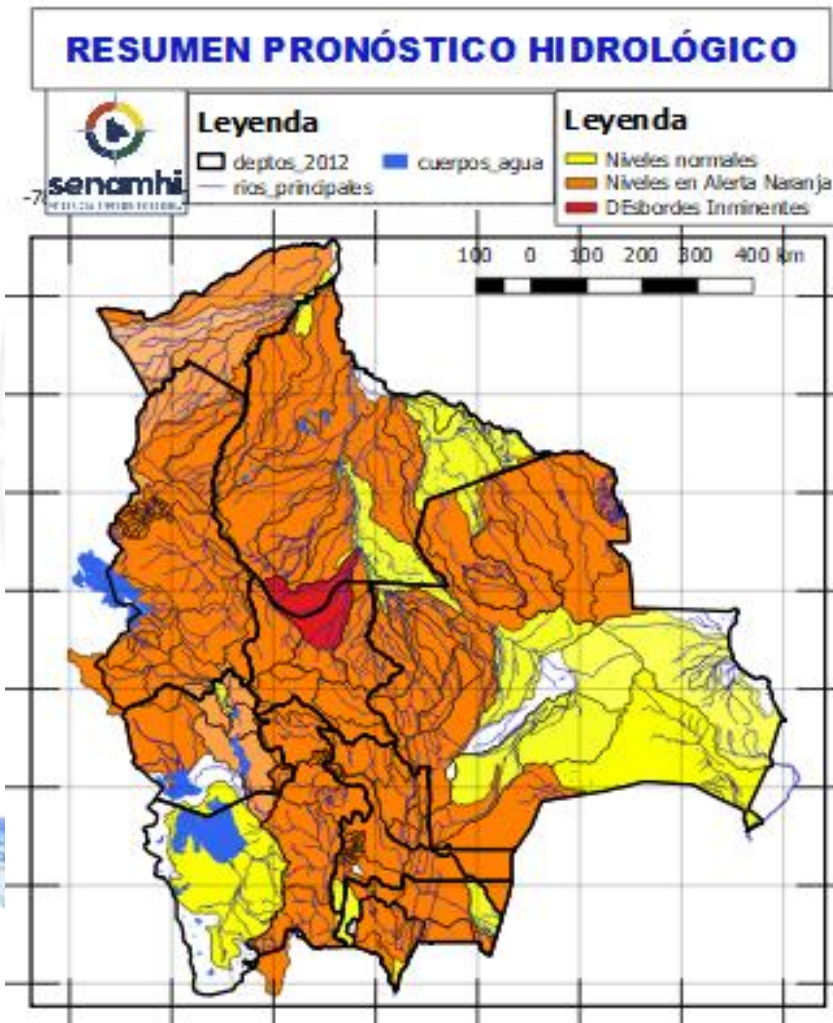 RESUMEN PRONÓSTICO HIDROLÓGICO
senamhi
Leyenda
deptos_2012
cuerpos_agua
rios_principales
Leyenda
Niveles normales
Niveles en Alerta Naranja
DEsbordes Inminentes
100 0 100 200 300 400 km